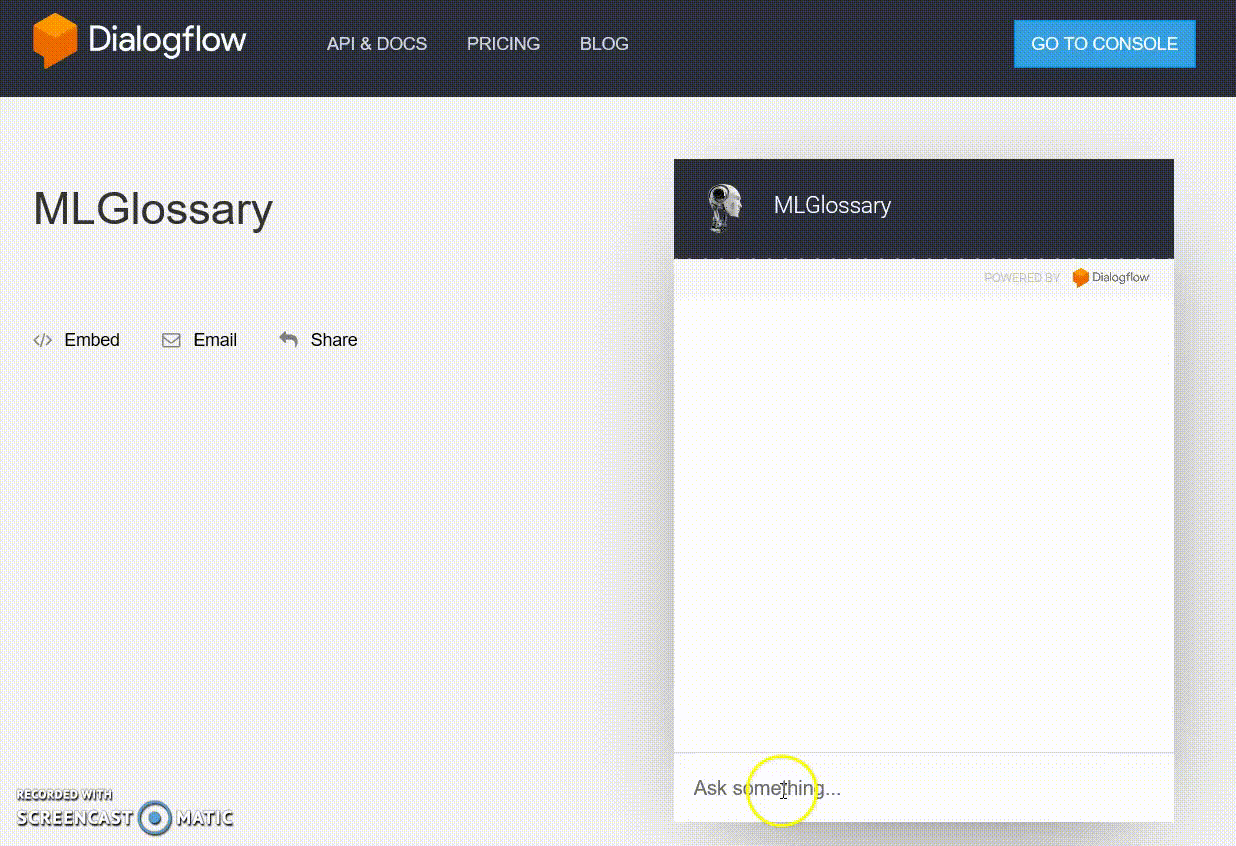 Dialogflow
API & DOCS
PRICING
BLOG
GO TO CONSOLE
MLGlossary
Embed
Email
Share
MLGlossary
POWERED BY Dialogflow
Ask something...
RECORDED WITH
SCREENCAST MATIC